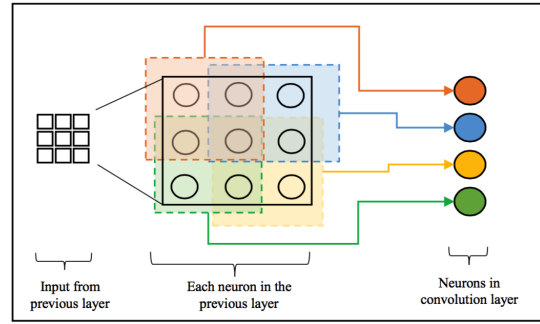 Input from
previous layer
Each neuron in the
previous layer
Neurons in
convolution layer